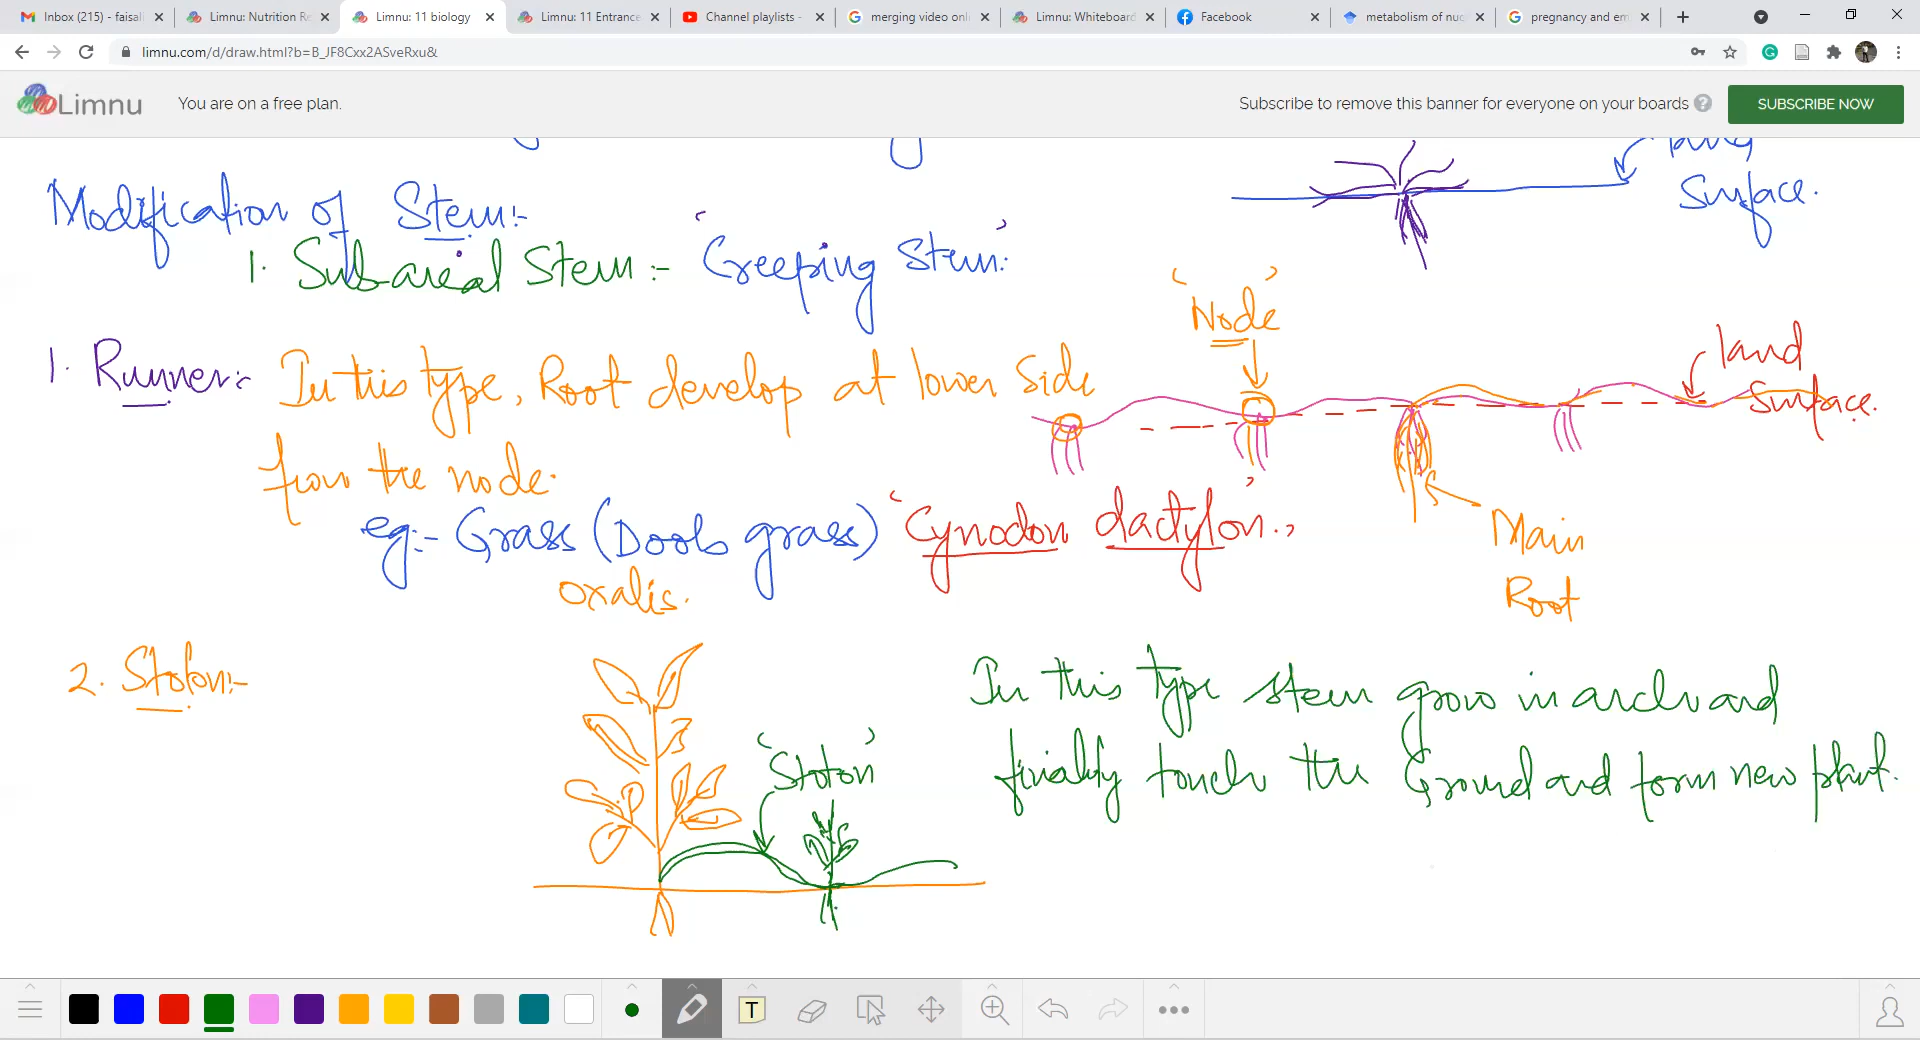 Inbox (215) - faisal
Limnu: Nutrition Re
Limnu: 11 biology
Limnu: 11 Entrance
Channel playlists -
merging video onli
Limnu: Whiteboard
Facebook
metabolism of nuc
pregnancy and em
limnu.com/d/draw.html?b=B_JF8Cxx2ASveRxu&
Limnu
You are on a free plan.
Subscribe to remove this banner for everyone on your boards
SUBSCRIBE NOW
land
Surface.
Modification of Stem:-
1. Subareial Stem :- 'Creeping Stem:'
'Node'
land
Surface.
1. Runner:- In this type, Root develop at lower side
from the node.
eg:- Grass (Doob grass) 'Cynodon dactylon.'
oxalis.
Main
Root
2. Stolon:-
'Stolon'
In this type stem grow in arch and
finally touch the Ground and form new plant.
T